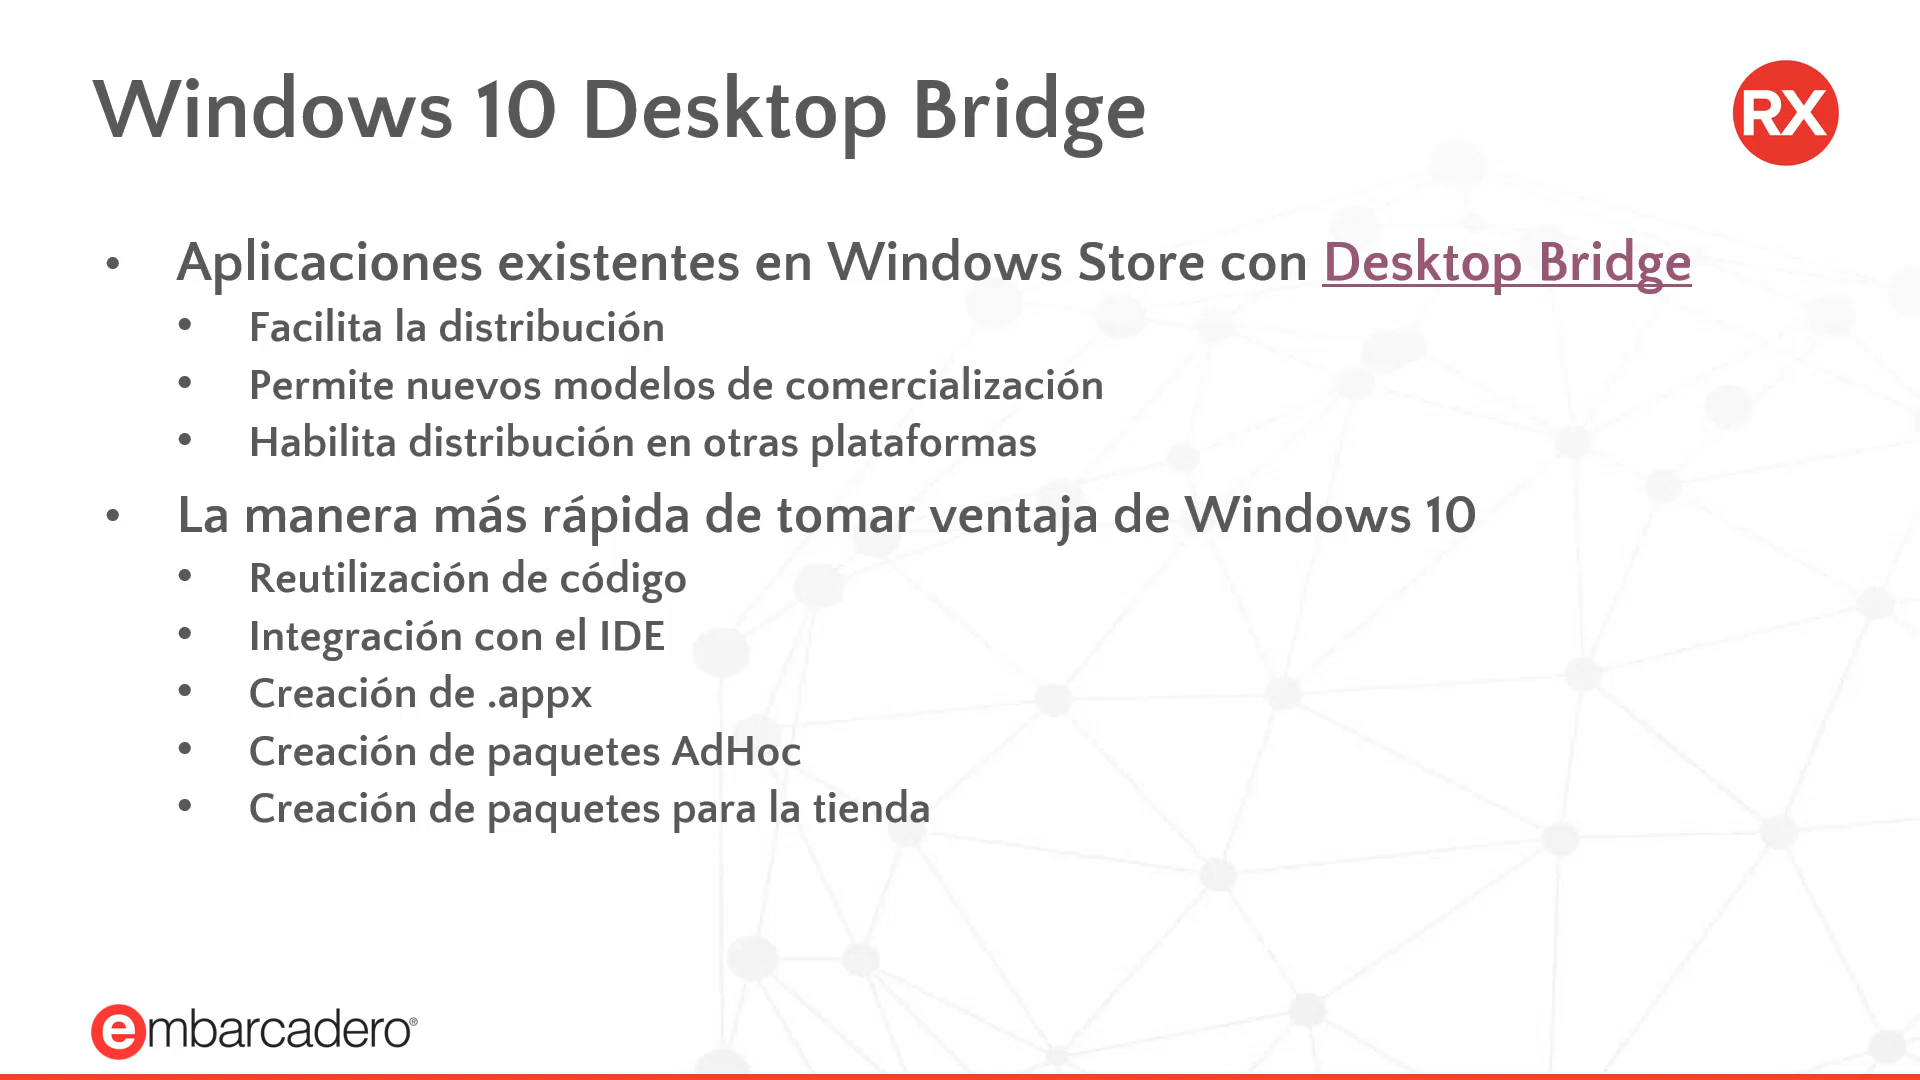 Windows 10 Desktop Bridge
RX
• Aplicaciones existentes en Windows Store con Desktop Bridge
• Facilita la distribución
• Permite nuevos modelos de comercialización
• Habilita distribución en otras plataformas
• La manera más rápida de tomar ventaja de Windows 10
• Reutilización de código
• Integración con el IDE
• Creación de .appx
• Creación de paquetes AdHoc
• Creación de paquetes para la tienda
embarcadero®